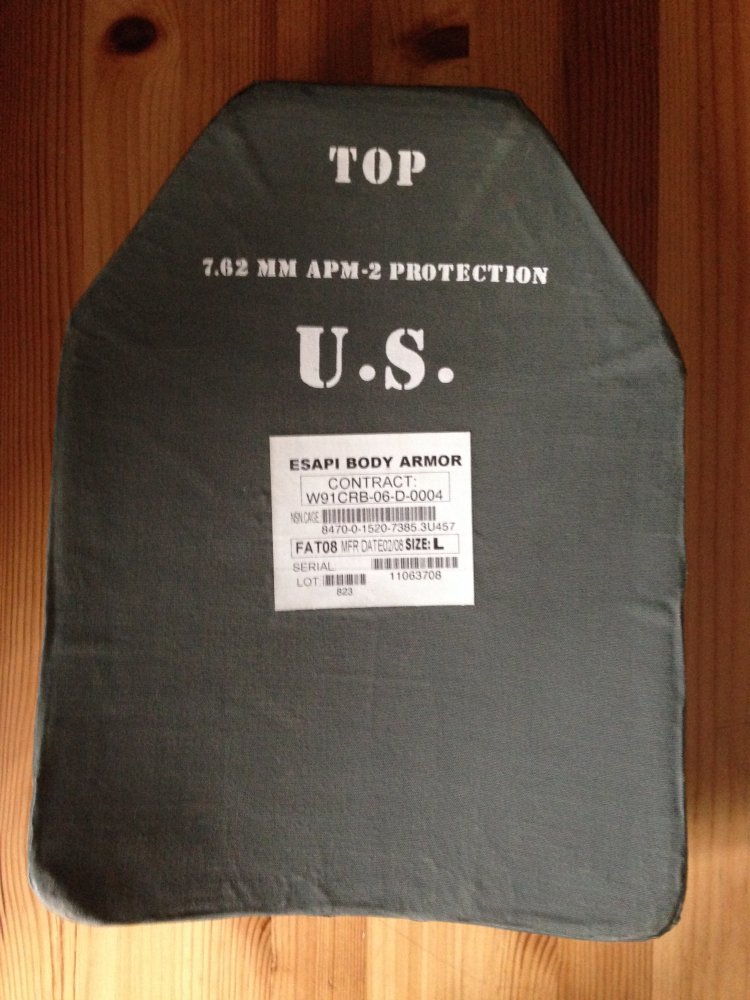 TOP
7.62 MM APM-2 PROTECTION
U.S.
ESAPI BODY ARMOR
CONTRACT:
W91CRB-06-D-0004
NSN.CAGE
8470-0-1520-7385.3U457
FAT08 MFR DATE02/08 SIZE: L
SERIAL
11063708
LOT
823